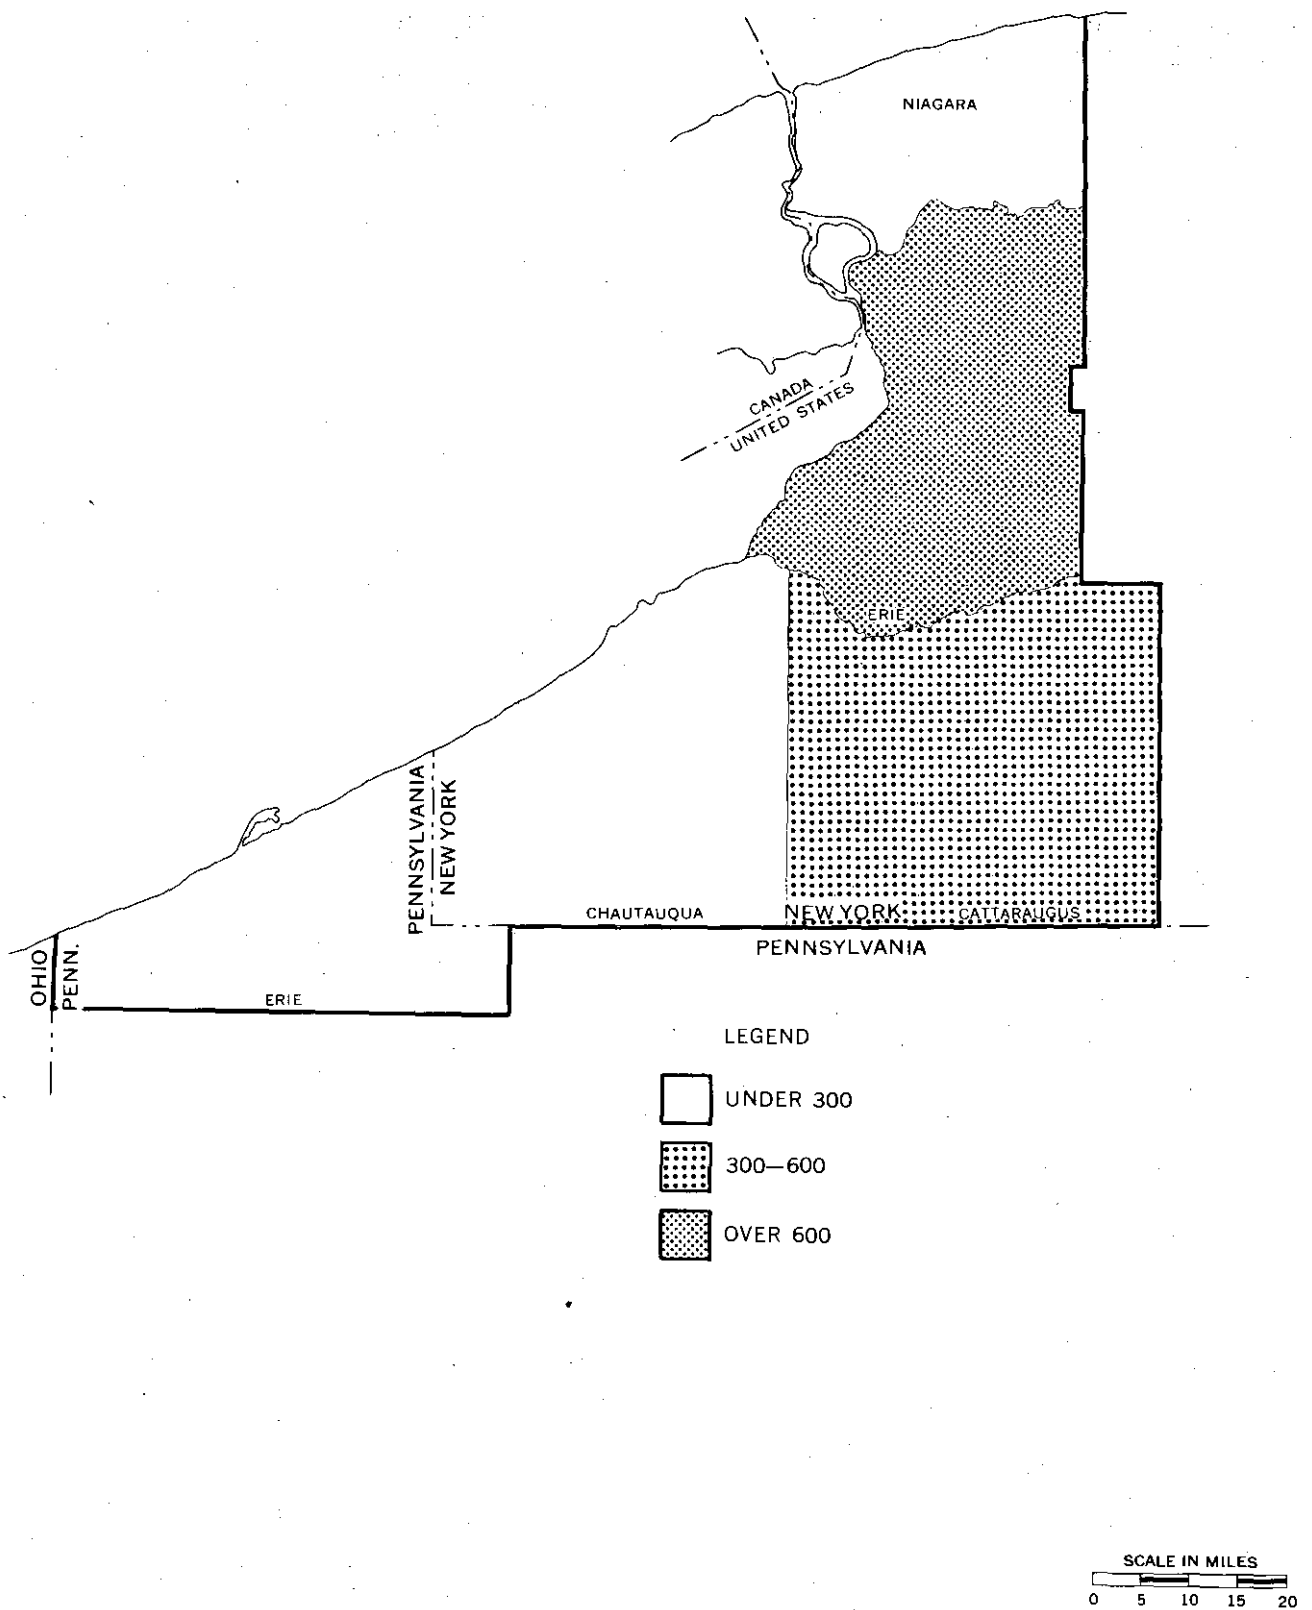 NIAGARA
CANADA
UNITED STATES
ERIE
PENNSYLVANIA
NEW YORK
CHAUTAUQUA
NEW YORK
CATTARAUGUS
PENNSYLVANIA
OHIO
PENN.
ERIE
LEGEND
UNDER 300
300—600
OVER 600
SCALE IN MILES
0 5 10 15 20